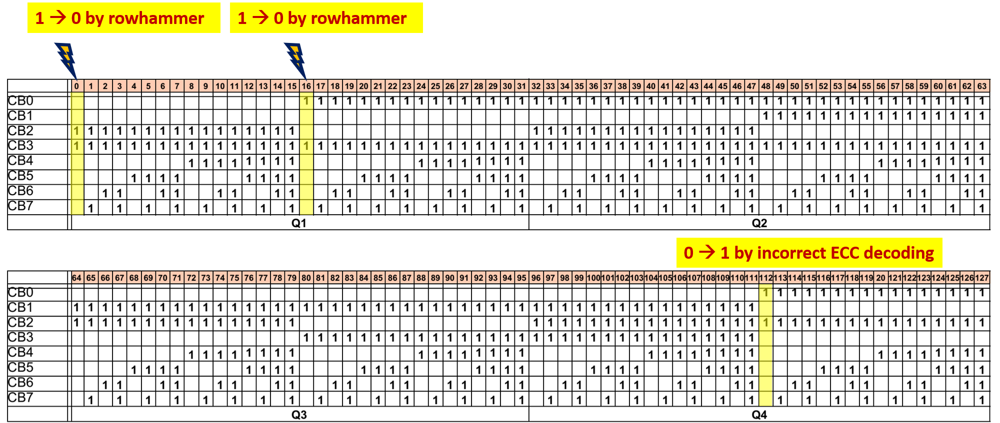 1 → 0 by rowhammer 1 → 0 by rowhammer
0 1 2 3 4 5 6 7 8 9 10 11 12 13 14 15 16 17 18 19 20 21 22 23 24 25 26 27 28 29 30 31 32 33 34 35 36 37 38 39 40 41 42 43 44 45 46 47 48 49 50 51 52 53 54 55 56 57 58 59 60 61 62 63
CB0 1 1 1 1 1 1 1 1 1 1 1 1 1 1 1 1 1 1 1 1 1 1 1 1 1 1 1 1 1 1 1 1 1 1 1 1 1 1 1 1 1 1 1 1 1 1 1 1
CB1 1 1 1 1 1 1 1 1 1 1 1 1 1 1 1 1
CB2 1 1 1 1 1 1 1 1 1 1 1 1 1 1 1 1 1 1 1 1 1 1 1 1 1 1 1 1 1 1 1 1
CB3 1 1 1 1 1 1 1 1 1 1 1 1 1 1 1 1 1 1 1 1 1 1 1 1 1 1 1 1 1 1 1 1 1 1 1 1 1 1 1 1 1 1 1 1 1 1 1 1 1 1 1 1 1 1 1 1 1 1 1 1 1 1 1 1
CB4 1 1 1 1 1 1 1 1 1 1 1 1 1 1 1 1 1 1 1 1 1 1 1 1 1 1 1 1 1 1 1 1
CB5 1 1 1 1 1 1 1 1 1 1 1 1 1 1 1 1 1 1 1 1 1 1 1 1 1 1 1 1 1 1 1 1
CB6 1 1 1 1 1 1 1 1 1 1 1 1 1 1 1 1 1 1 1 1 1 1 1 1 1 1 1 1 1 1 1 1
CB7 1 1 1 1 1 1 1 1 1 1 1 1 1 1 1 1 1 1 1 1 1 1 1 1 1 1 1 1 1 1 1 1
Q1 Q2
0 → 1 by incorrect ECC decoding
64 65 66 67 68 69 70 71 72 73 74 75 76 77 78 79 80 81 82 83 84 85 86 87 88 89 90 91 92 93 94 95 96 97 98 99 100 101 102 103 104 105 106 107 108 109 110 111 112 113 114 115 116 117 118 119 20 121 122 123 124 125 126 127
CB0 1 1 1 1 1 1 1 1 1 1 1 1 1 1 1 1
CB1 1 1 1 1 1 1 1 1 1 1 1 1 1 1 1 1 1 1 1 1 1 1 1 1 1 1 1 1 1 1 1 1 1 1 1 1 1 1 1 1 1 1 1 1 1 1 1 1
CB2 1 1 1 1 1 1 1 1 1 1 1 1 1 1 1 1 1 1 1 1 1 1 1 1 1 1 1 1 1 1 1 1 1 1 1 1 1 1 1 1 1 1 1 1 1 1 1 1
CB3 1 1 1 1 1 1 1 1 1 1 1 1 1 1 1 1 1 1 1 1 1 1 1 1 1 1 1 1 1 1 1 1
CB4 1 1 1 1 1 1 1 1 1 1 1 1 1 1 1 1 1 1 1 1 1 1 1 1 1 1 1 1 1 1 1 1
CB5 1 1 1 1 1 1 1 1 1 1 1 1 1 1 1 1 1 1 1 1 1 1 1 1 1 1 1 1 1 1 1 1
CB6 1 1 1 1 1 1 1 1 1 1 1 1 1 1 1 1 1 1 1 1 1 1 1 1 1 1 1 1 1 1 1 1
CB7 1 1 1 1 1 1 1 1 1 1 1 1 1 1 1 1 1 1 1 1 1 1 1 1 1 1 1 1 1 1 1 1
Q3 Q4